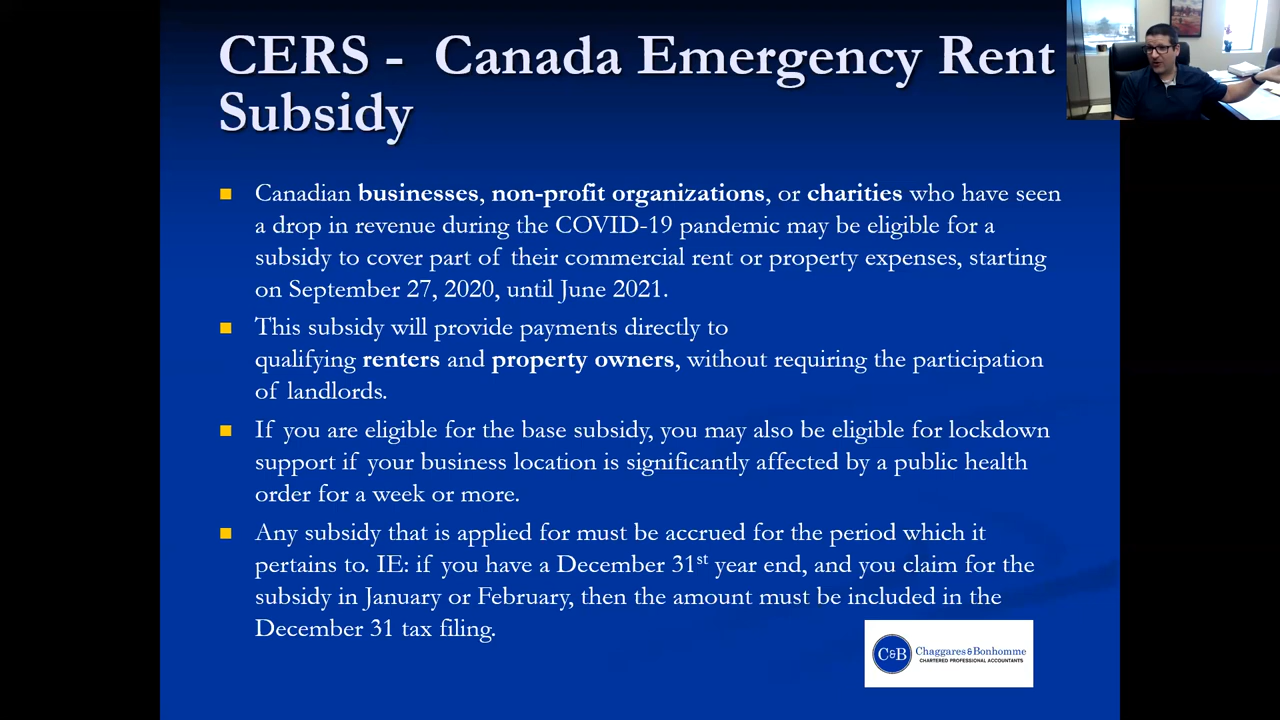 CERS -  Canada Emergency Rent
Subsidy
Canadian businesses, non-profit organizations, or charities who have seen
a drop in revenue during the COVID-19 pandemic may be eligible for a
subsidy to cover part of their commercial rent or property expenses, starting
on September 27, 2020, until June 2021.
This subsidy will provide payments directly to
qualifying renters and property owners, without requiring the participation
of landlords.
If you are eligible for the base subsidy, you may also be eligible for lockdown
support if your business location is significantly affected by a public health
order for a week or more.
Any subsidy that is applied for must be accrued for the period which it
pertains to. IE: if you have a December 31st year end, and you claim for the
subsidy in January or February, then the amount must be included in the
December 31 tax filing.
C&B
Chaggares & Bonhomme
CHARTERED PROFESSIONAL ACCOUNTANTS